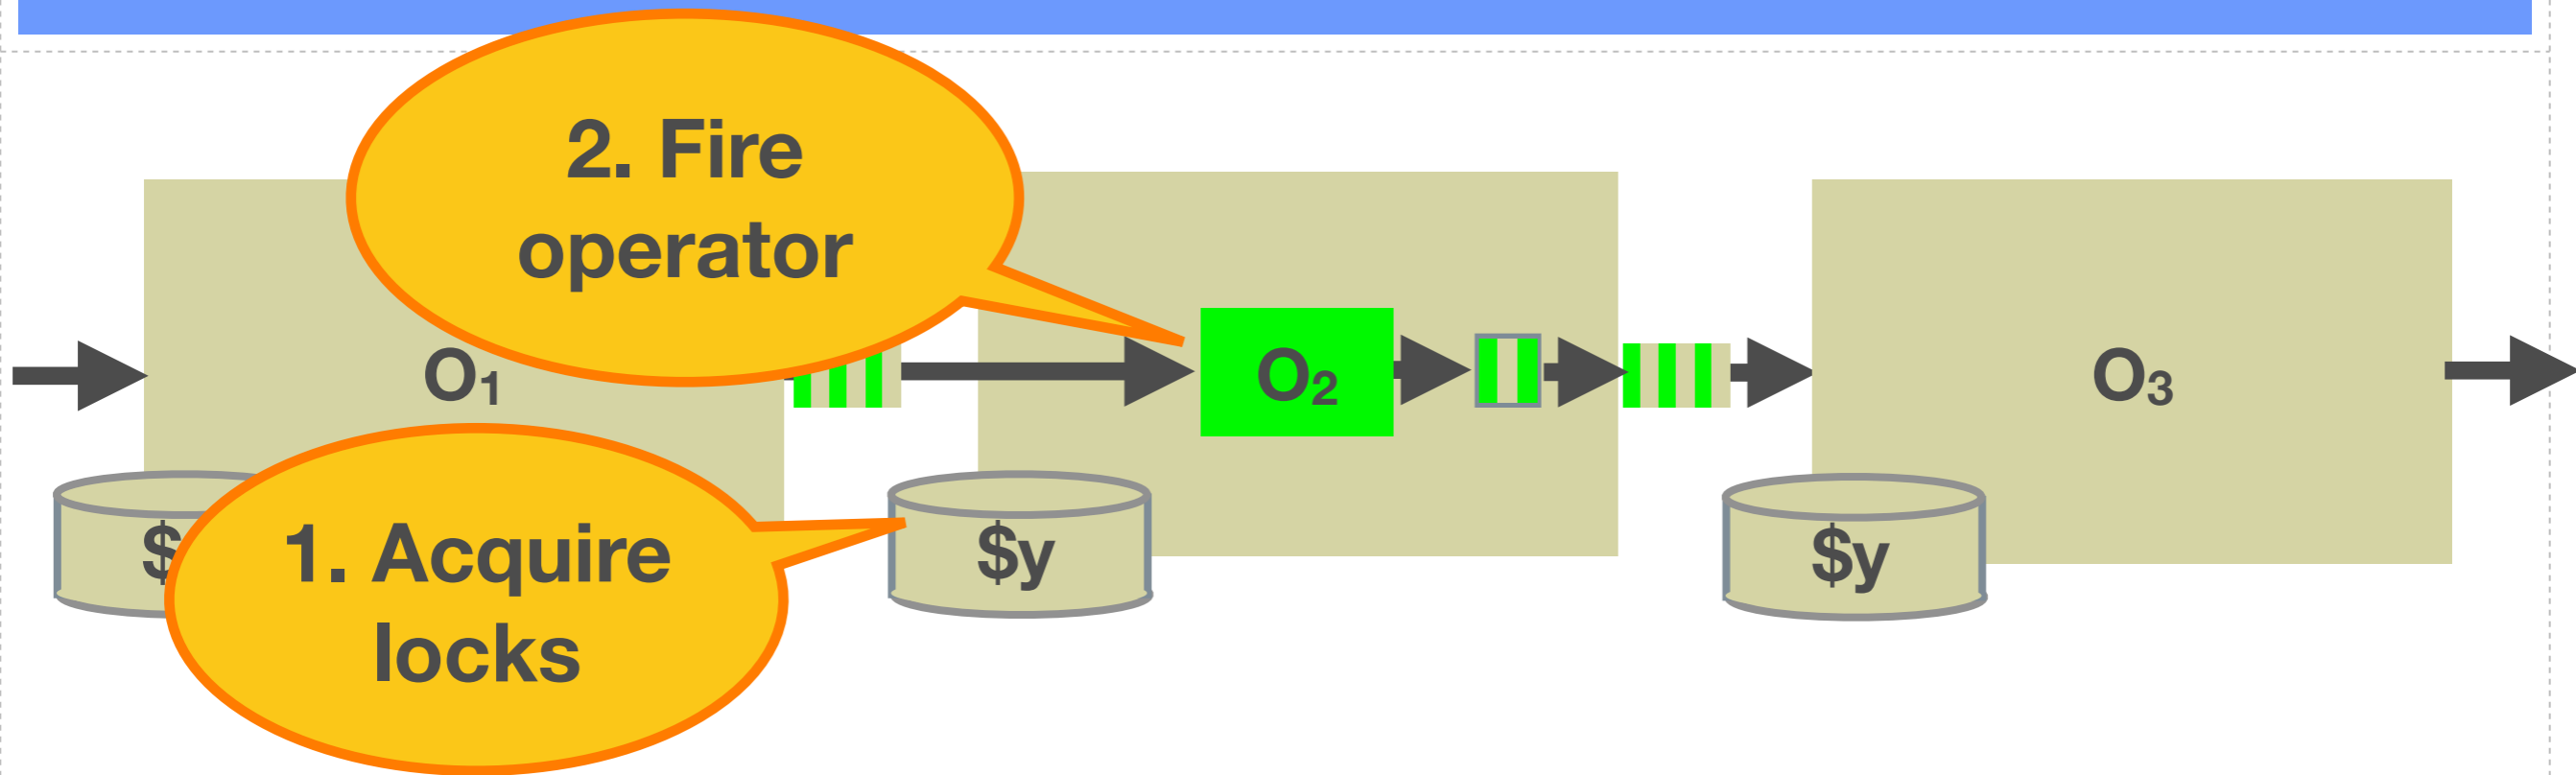 2. Fire
operator
O₁
O₂
O₃
1. Acquire
locks
$
$y
$y